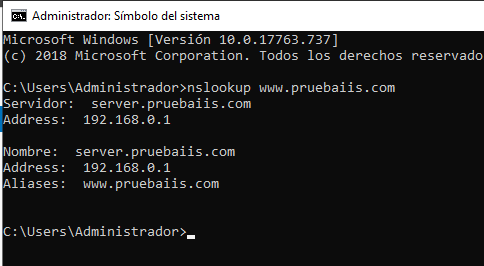 Administrador: Símbolo del sistema
Microsoft Windows [Versión 10.0.17763.737]
(c) 2018 Microsoft Corporation. Todos los derechos reservado
C:\Users\Administrador>nslookup www.pruebaiis.com
Servidor:  server.pruebaiis.com
Address:  192.168.0.1
Nombre:  server.pruebaiis.com
Address:  192.168.0.1
Aliases:  www.pruebaiis.com
C:\Users\Administrador>